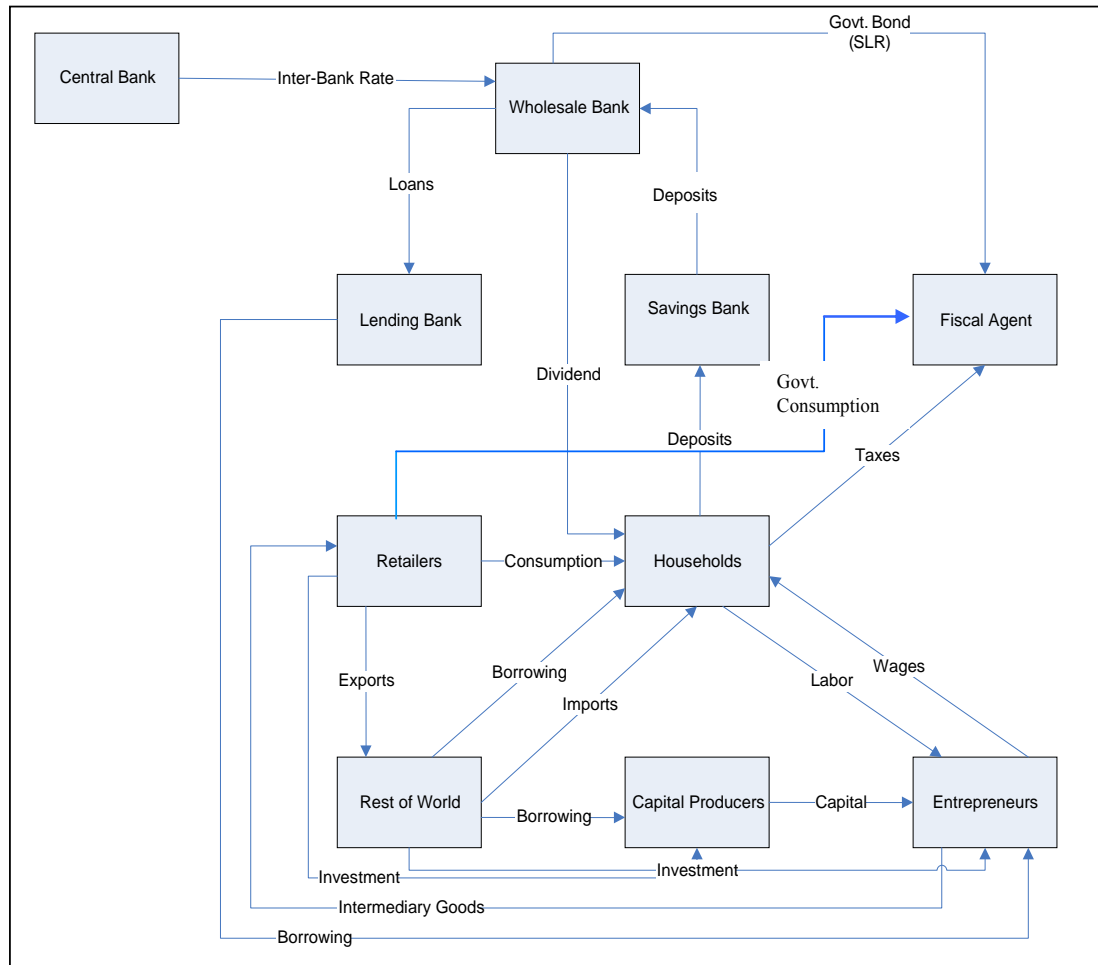 Govt. Bond
(SLR)
Central Bank
Inter-Bank Rate
Wholesale Bank
Loans
Deposits
Lending Bank
Savings Bank
Fiscal Agent
Dividend
Govt.
Consumption
Deposits
Taxes
Retailers
Consumption
Households
Exports
Borrowing
Imports
Labor
Wages
Rest of World
Borrowing
Capital Producers
Capital
Entrepreneurs
Investment
Investment
Intermediary Goods
Borrowing